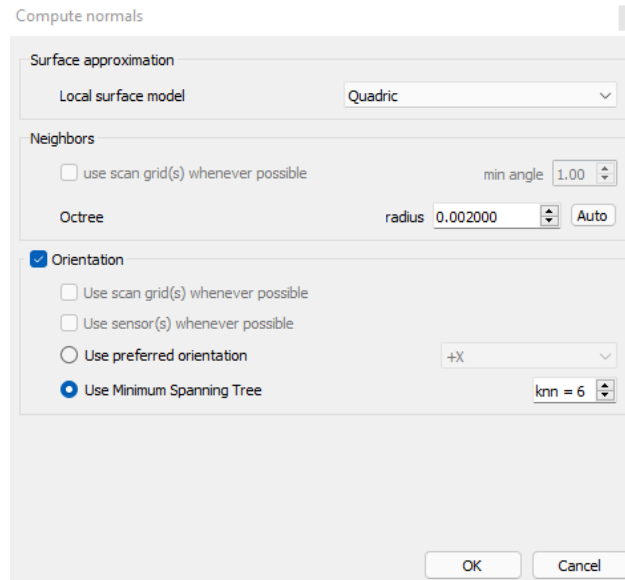 Compute normals
Surface approximation
Local surface model Quadric
Neighbors
use scan grid(s) whenever possible min angle 1.00
Octree radius 0.002000 Auto
Orientation
Use scan grid(s) whenever possible
Use sensor(s) whenever possible
Use preferred orientation +X
Use Minimum Spanning Tree knn = 6
OK Cancel